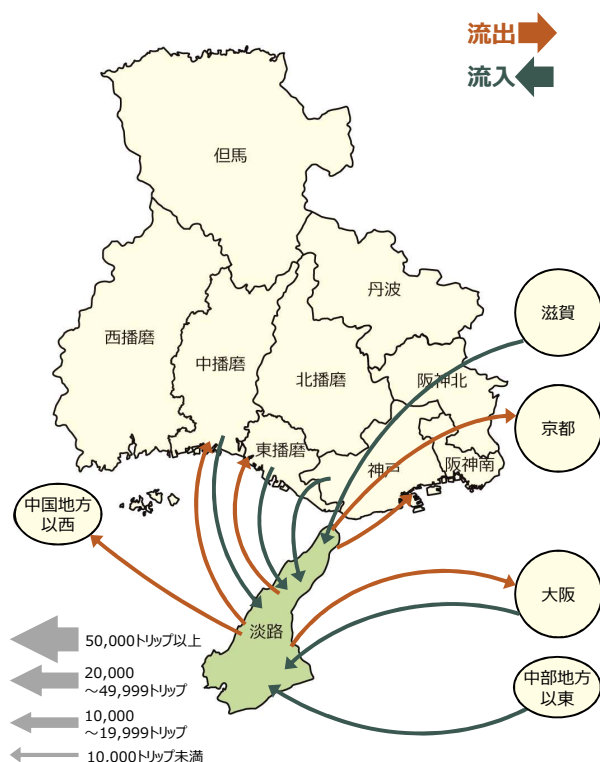 流出
流入
但馬
丹波
滋賀
西播磨
中播磨
北播磨
阪神北
京都
東播磨
神戸
阪神南
中国地方
以西
大阪
淡路
50,000トリップ以上
20,000
～49,999トリップ
中部地方
以東
10,000
～19,999トリップ
10,000トリップ未満